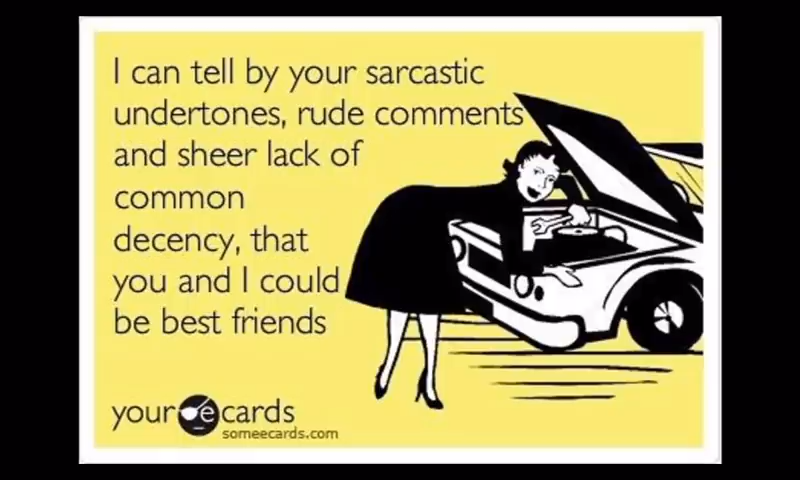 I can tell by your sarcastic
undertones, rude comments
and sheer lack of
common
decency, that
you and I could
be best friends
your e cards
someecards.com